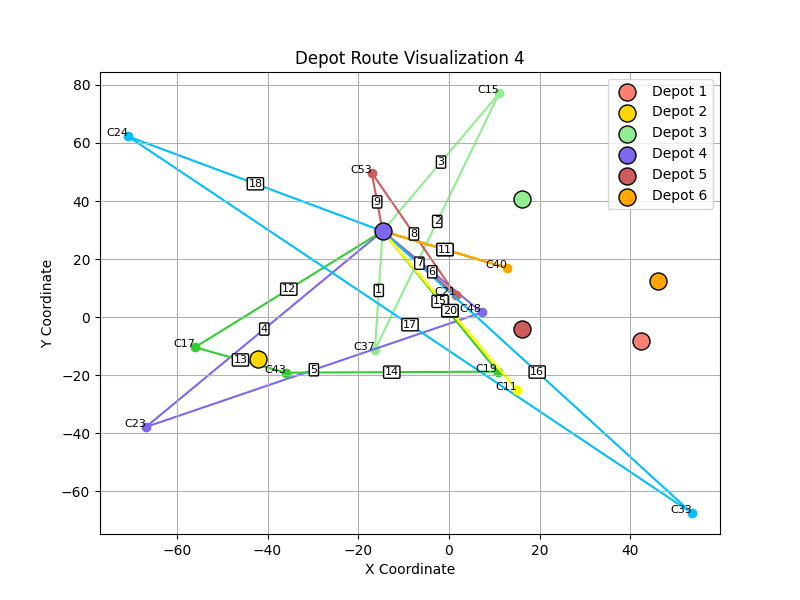 Depot Route Visualization 4
Y Coordinate
80
60
40
20
0
−20
−40
−60
−60
−40
−20
0
20
40
X Coordinate
Depot 1
Depot 2
Depot 3
Depot 4
Depot 5
Depot 6
C15
C24
3
C53
18
9
2
8
11
7
C40
6
12
1
C21
15
20
C48
17
4
C17
C37
13
C43
5
14
C19
16
C11
C23
C33